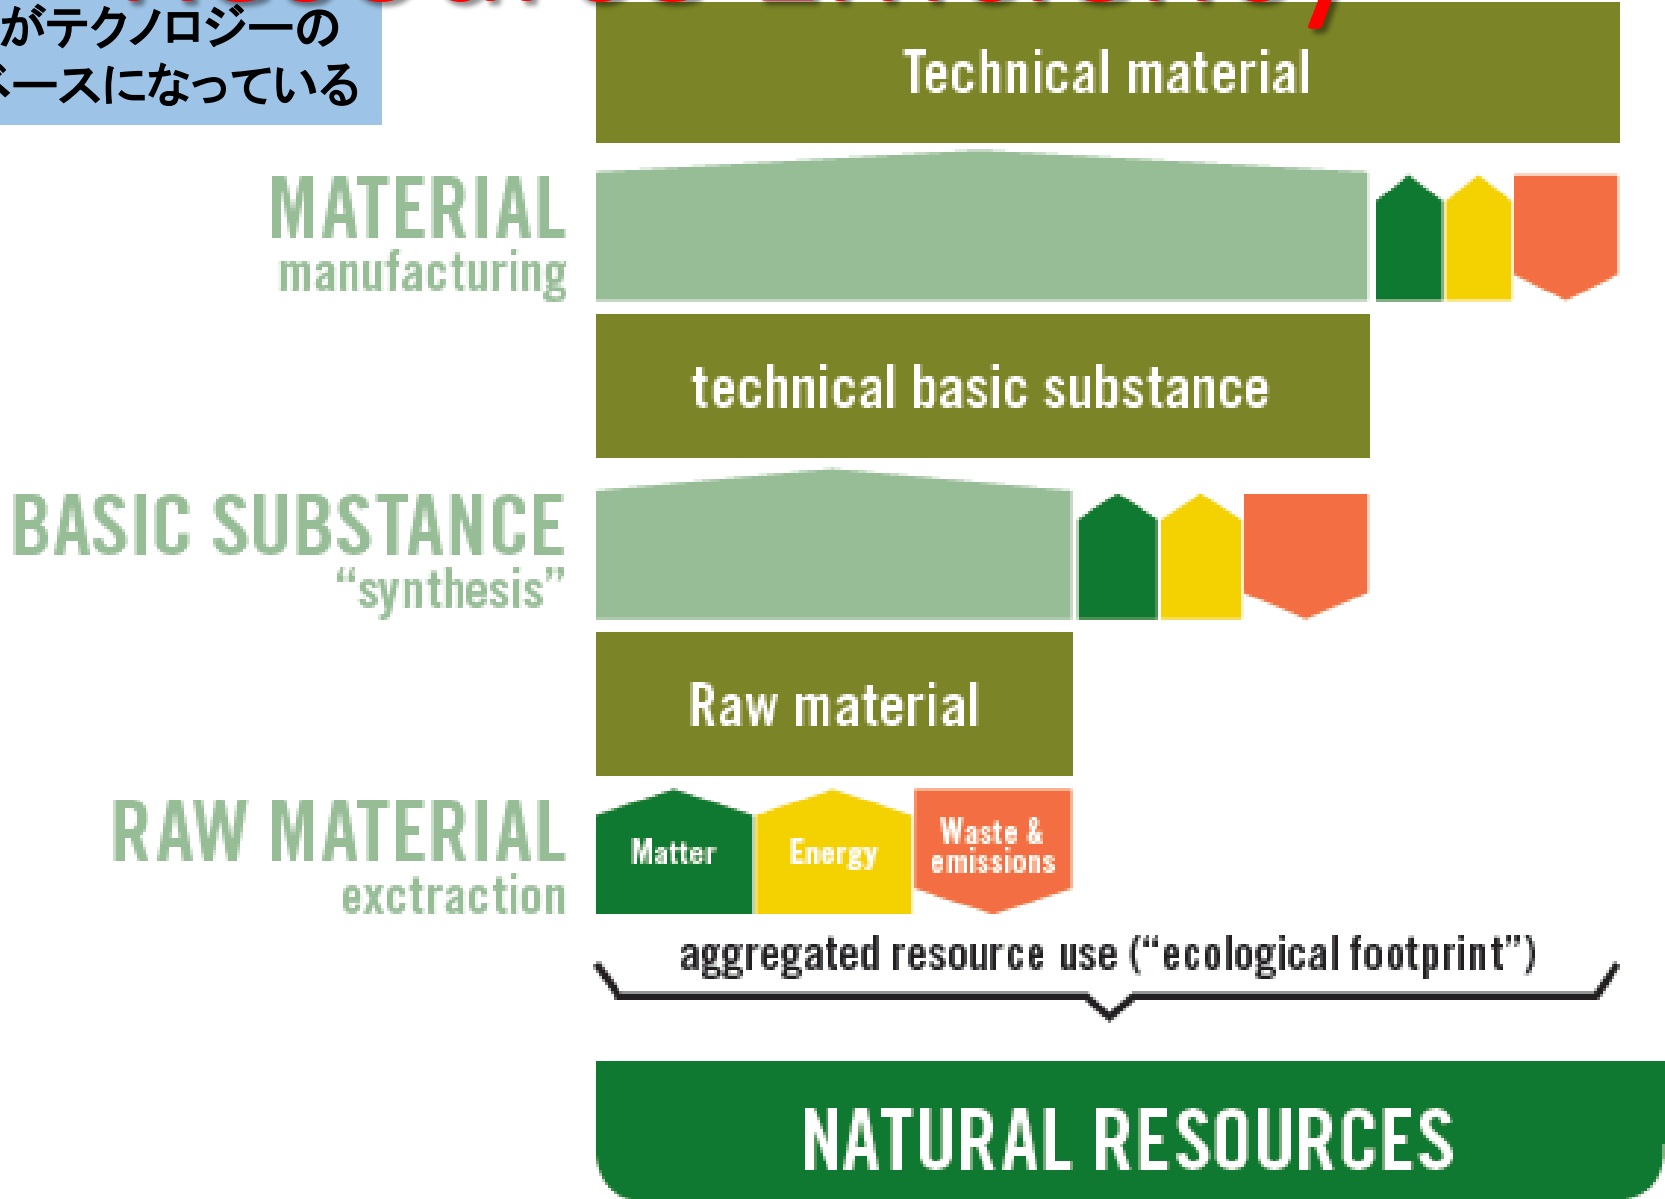 がテクノロジーの
ベースになっている
Technical material
MATERIAL
manufacturing
technical basic substance
BASIC SUBSTANCE
“synthesis”
Raw material
RAW MATERIAL
exctraction
Matter
Energy
Waste &
emissions
aggregated resource use (“ecological footprint”)
NATURAL RESOURCES